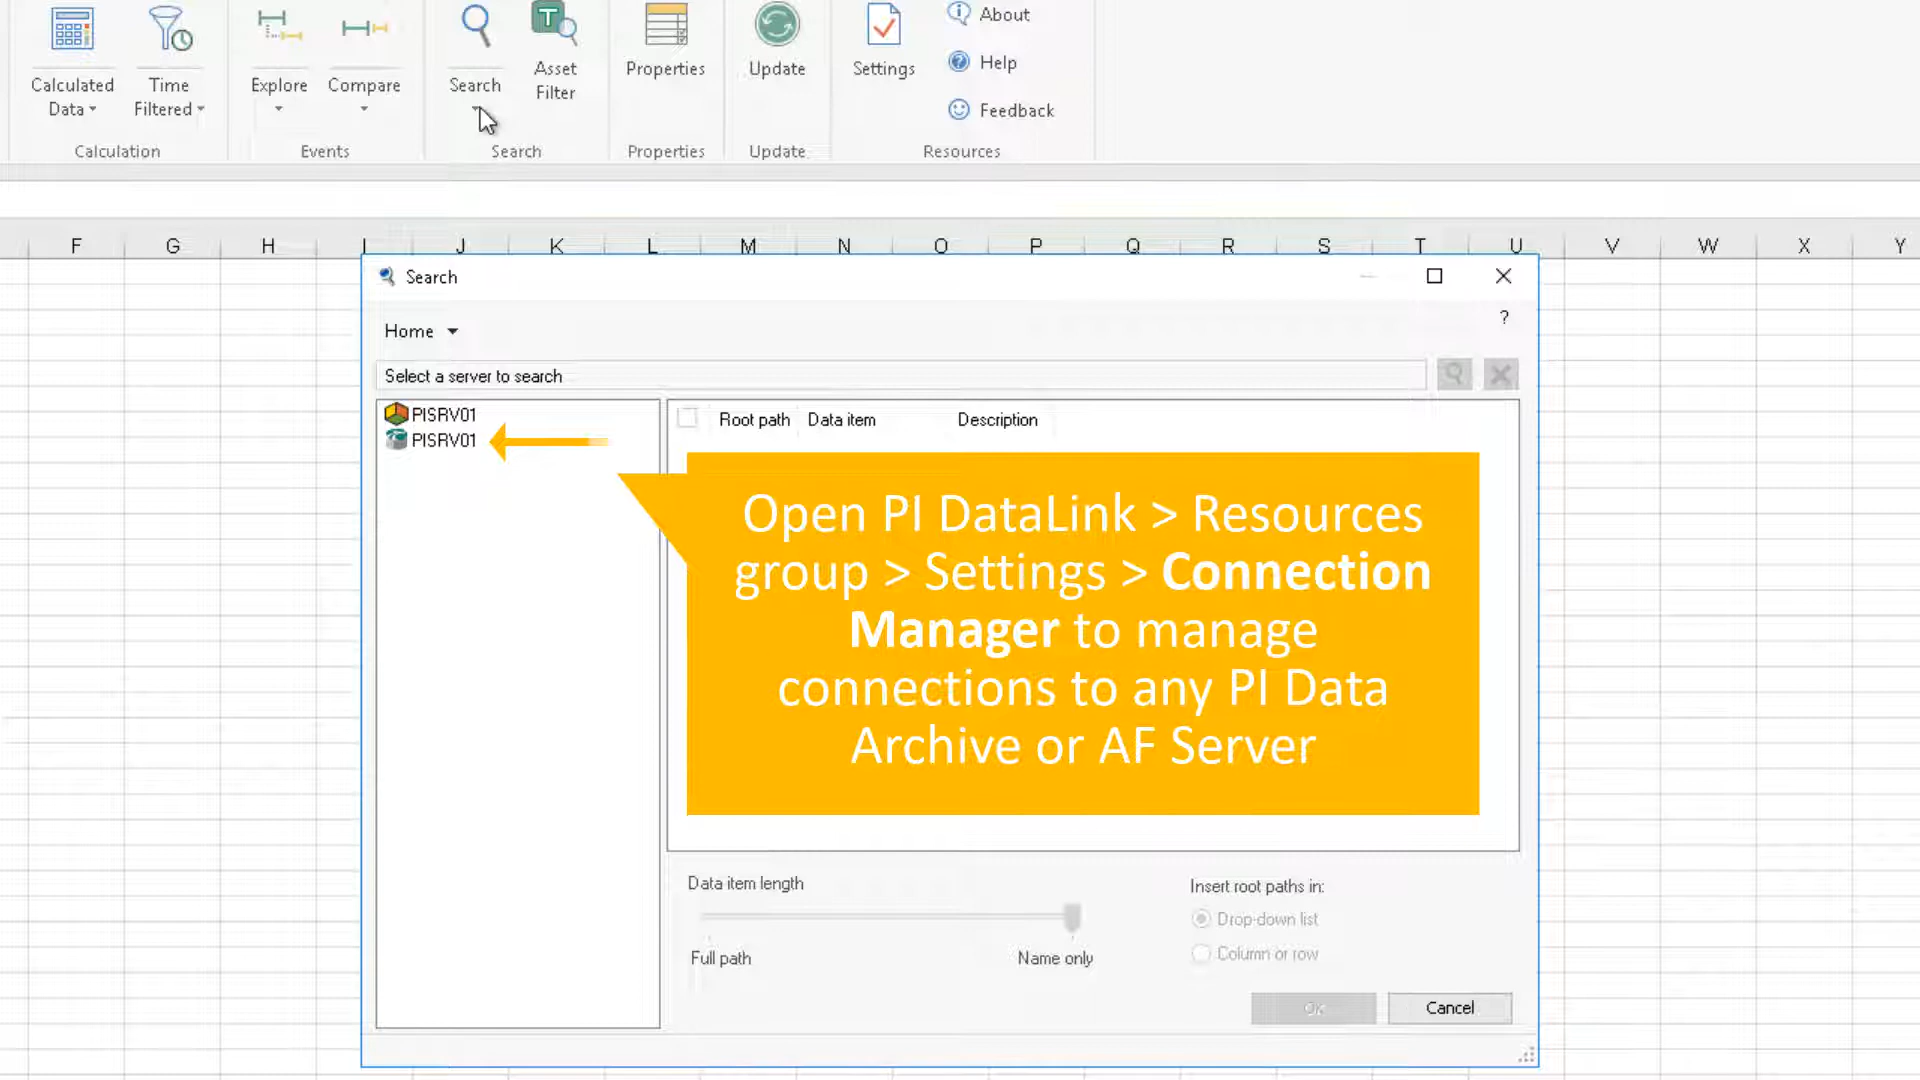 Calculated
Data
Time
Filtered
Calculation
Explore
Compare
Events
Search
Asset
Filter
Search
Properties
Properties
Update
Update
Settings
About
Help
Feedback
Resources
F G H I J K L M N O P Q R S T U V W X Y
Search
Home
?
Select a server to search
PISRV01
PISRV01
Root path Data item Description
Open PI DataLink > Resources
group > Settings > Connection
Manager to manage
connections to any PI Data
Archive or AF Server
Data item length
Full path Name only
Insert root paths in:
Drop-down list
Column or row
OK
Cancel